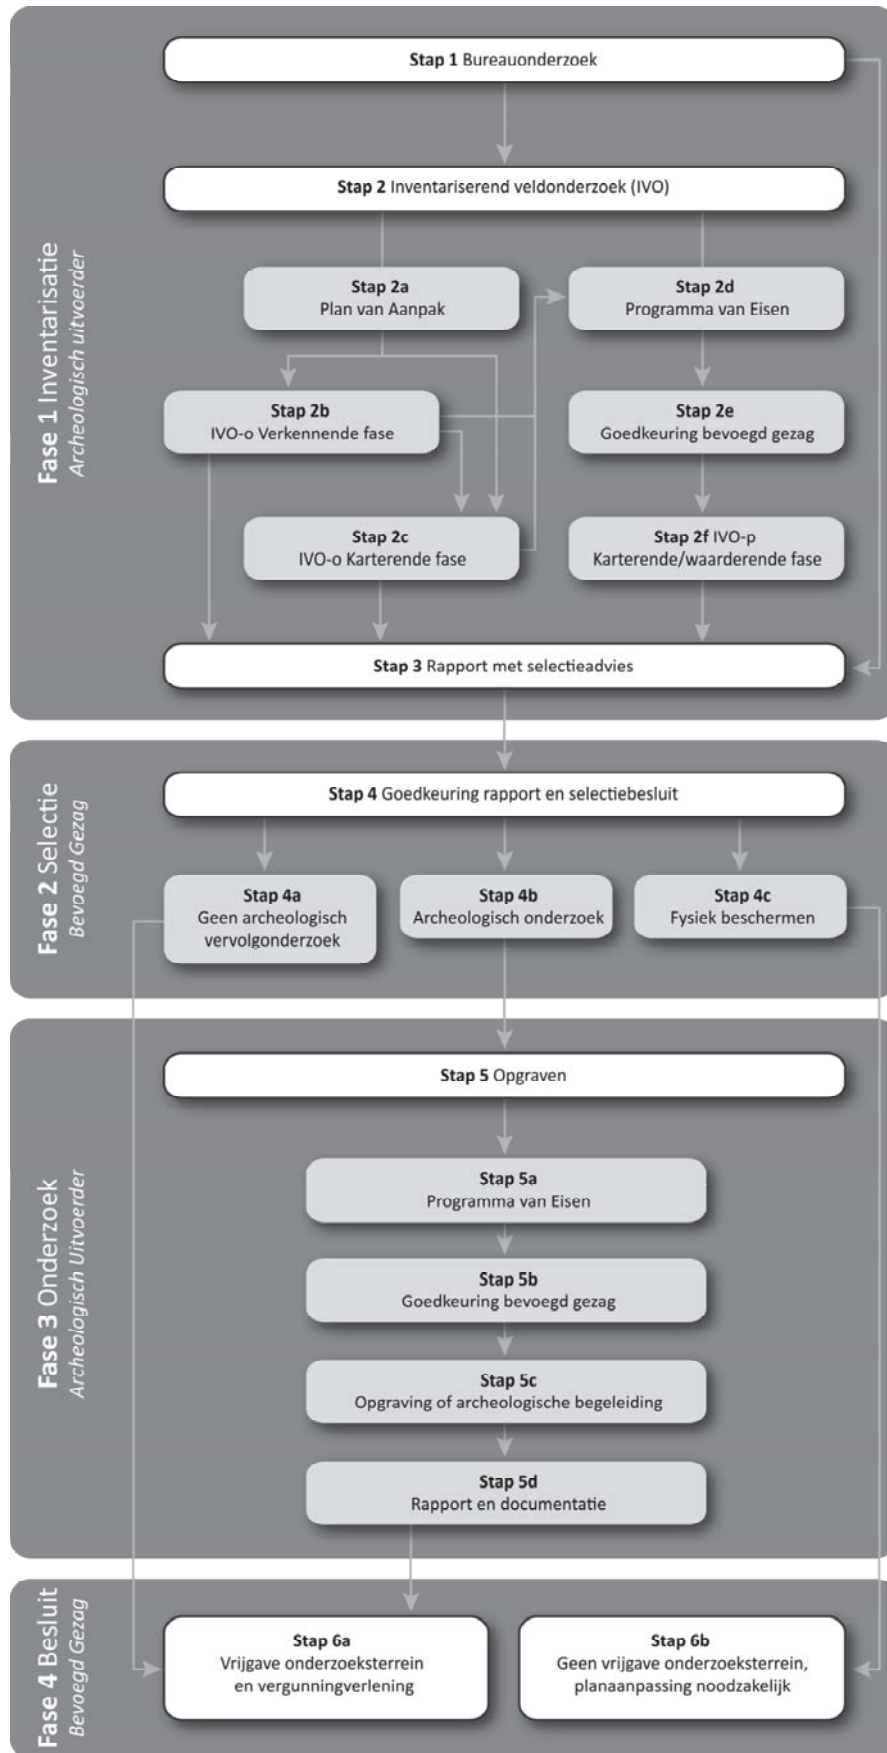 Fase 1 Inventarisatie
Archeologisch uitvoerder
Stap 1 Bureauonderzoek
Stap 2 Inventariserend veldonderzoek (IVO)
Stap 2a
Plan van Aanpak
Stap 2d
Programma van Eisen
Stap 2b
IVO-o Verkennende fase
Stap 2e
Goedkeuring bevoegd gezag
Stap 2c
IVO-o Karterende fase
Stap 2f IVO-p
Karterende/waarderende fase
Stap 3 Rapport met selectieadvies
Fase 2 Selectie
Bevoegd Gezag
Stap 4 Goedkeuring rapport en selectiebesluit
Stap 4a
Geen archeologisch
vervolgonderzoek
Stap 4b
Archeologisch onderzoek
Stap 4c
Fysiek beschermen
Fase 3 Onderzoek
Archeologisch Uitvoerder
Stap 5 Opgraven
Stap 5a
Programma van Eisen
Stap 5b
Goedkeuring bevoegd gezag
Stap 5c
Opgraving of archeologische begeleiding
Stap 5d
Rapport en documentatie
Fase 4 Besluit
Bevoegd Gezag
Stap 6a
Vrijgave onderzoeksterrein
en vergunningverlening
Stap 6b
Geen vrijgave onderzoeksterrein,
planaanpassing noodzakelijk